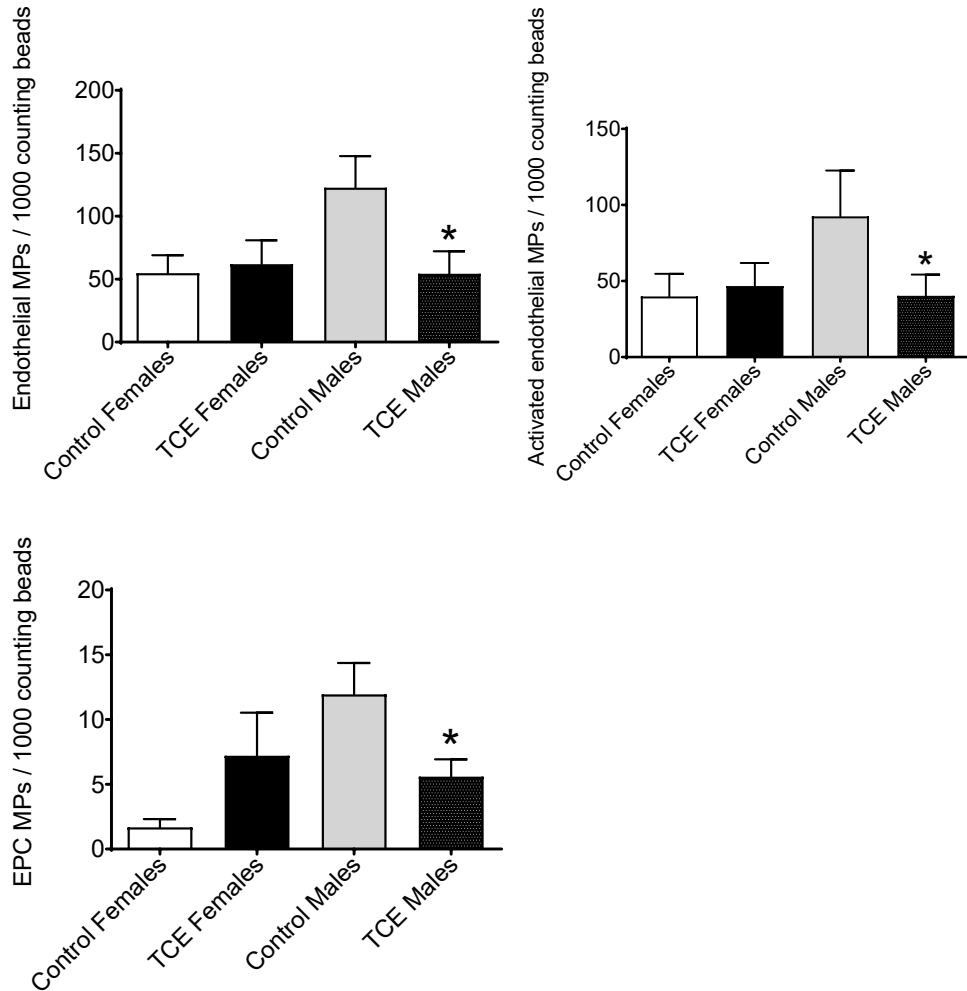 Endothelial MPs / 1000 counting beads
200
150
100
50
0
*
Control Females
TCE Females
Control Males
TCE Males
Activated endothelial MPs / 1000 counting beads
150
100
50
0
*
Control Females
TCE Females
Control Males
TCE Males
EPC MPs / 1000 counting beads
20
15
10
5
0
*
Control Females
TCE Females
Control Males
TCE Males